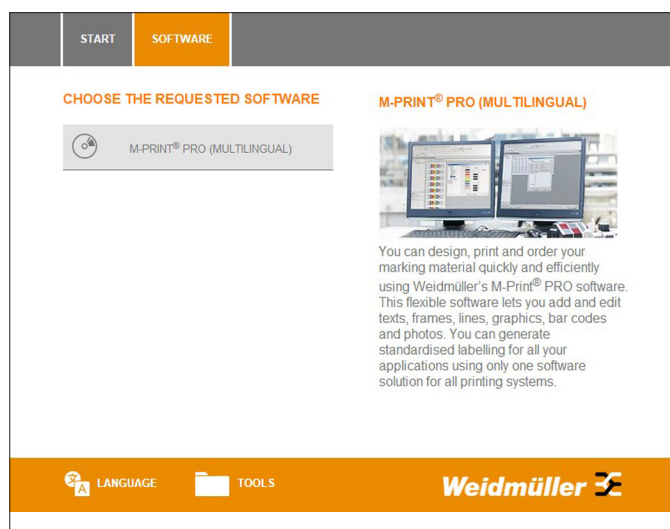 START
SOFTWARE
CHOOSE THE REQUESTED SOFTWARE
M-PRINT® PRO (MULTILINGUAL)
M-PRINT® PRO (MULTILINGUAL)
You can design, print and order your
marking material quickly and efficiently
using Weidmüller's M-Print® PRO software.
This flexible software lets you add and edit
texts, frames, lines, graphics, bar codes
and photos. You can generate
standardised labelling for all your
applications using only one software
solution for all printing systems.
LANGUAGE
TOOLS
Weidmüller